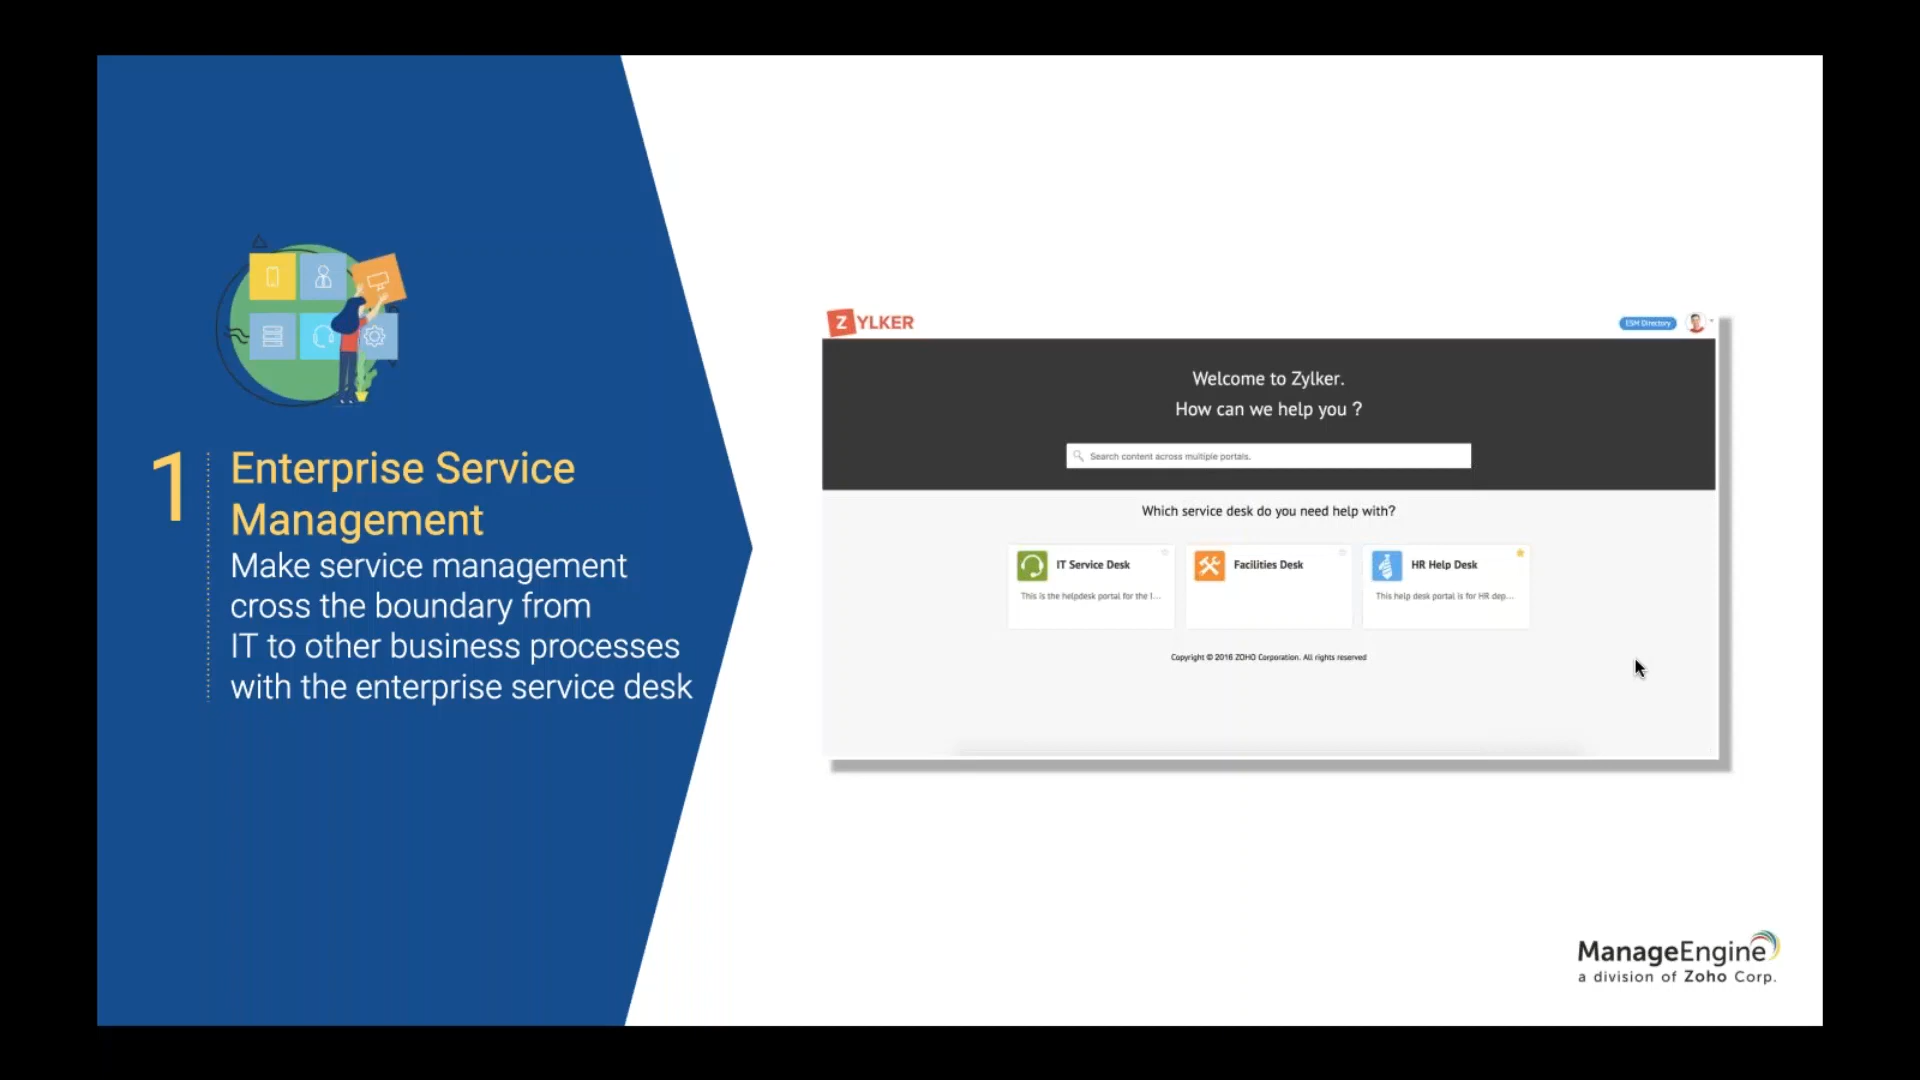 1
Enterprise Service
Management
Make service management
cross the boundary from
IT to other business processes
with the enterprise service desk
ZYLKER
ESM Directory
Welcome to Zylker.
How can we help you ?
Search content across multiple portals.
Which service desk do you need help with?
IT Service Desk
This is the helpdesk portal for the I...
Facilities Desk
HR Help Desk
This help desk portal is for HR dep...
Copyright © 2016 ZOHO Corporation. All rights reserved
ManageEngine
a division of Zoho Corp.